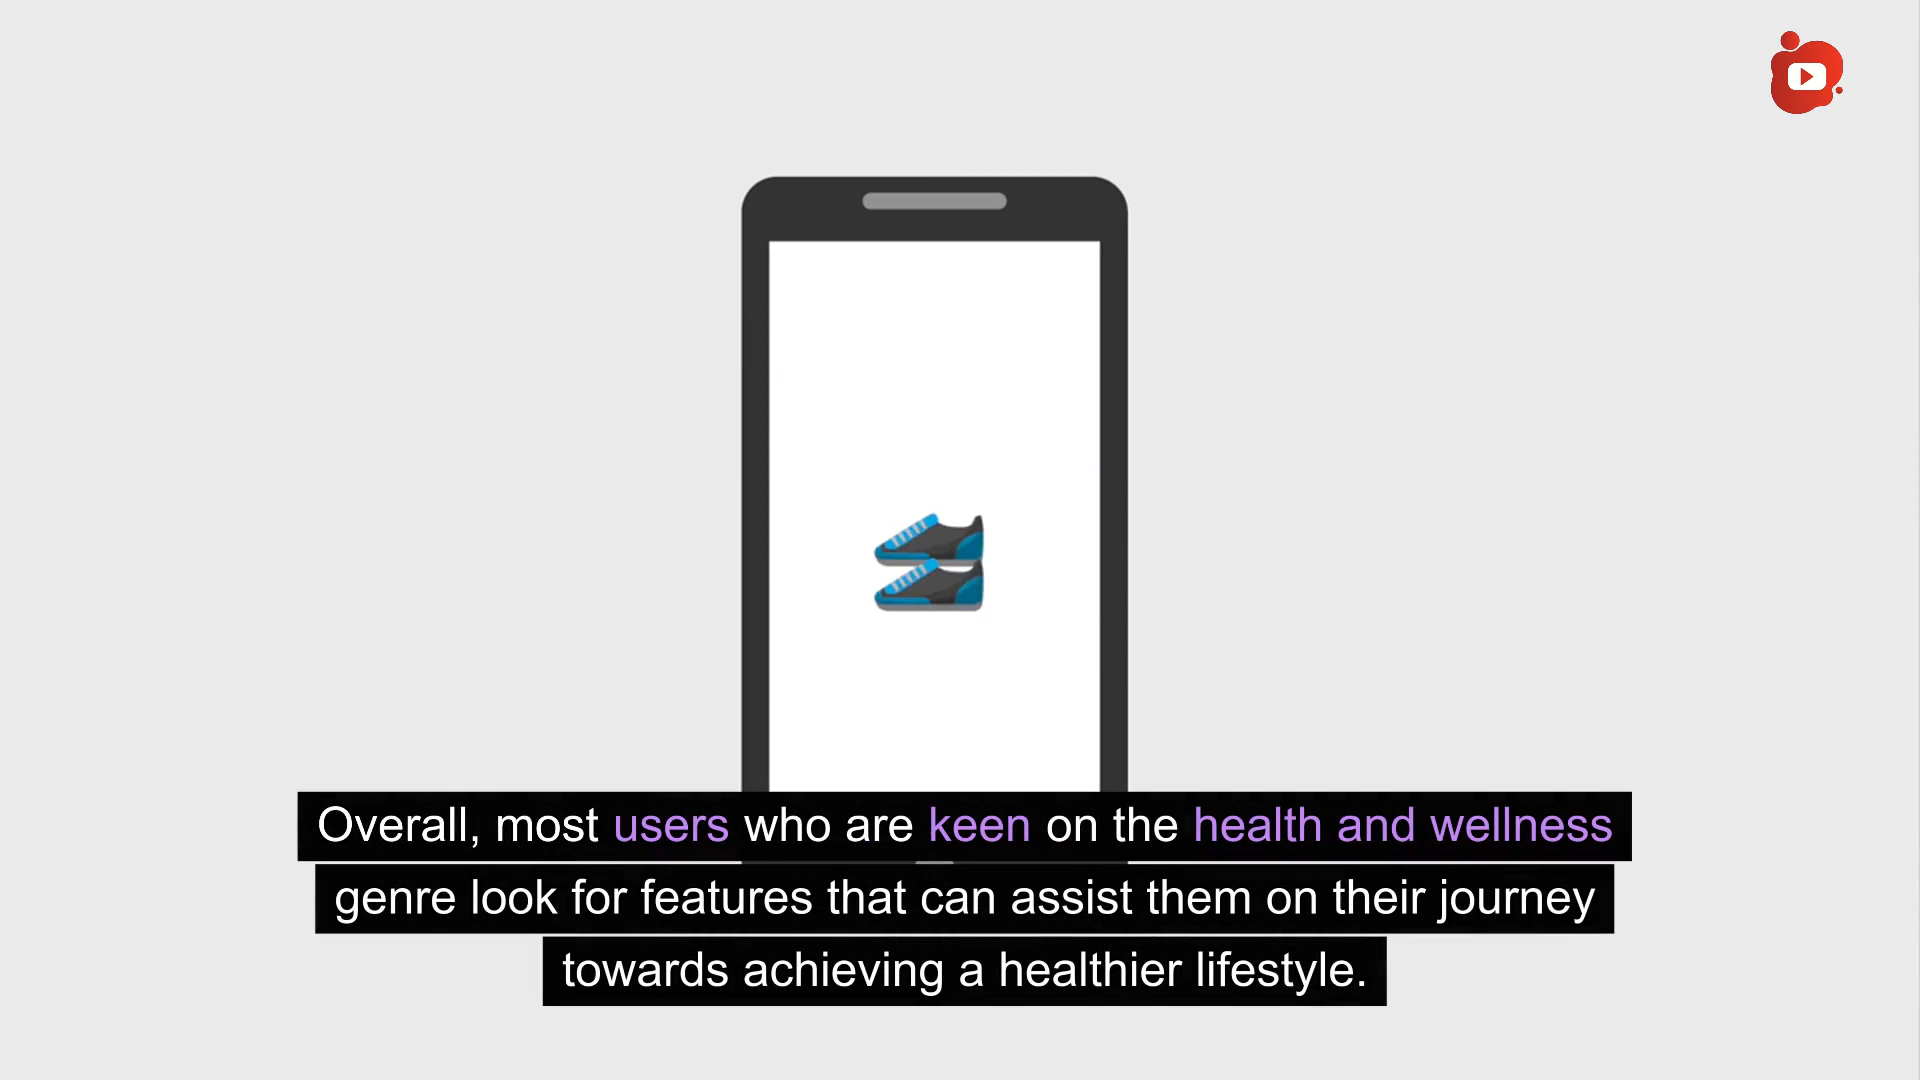 Overall, most users who are keen on the health and wellness
genre look for features that can assist them on their journey
towards achieving a healthier lifestyle.